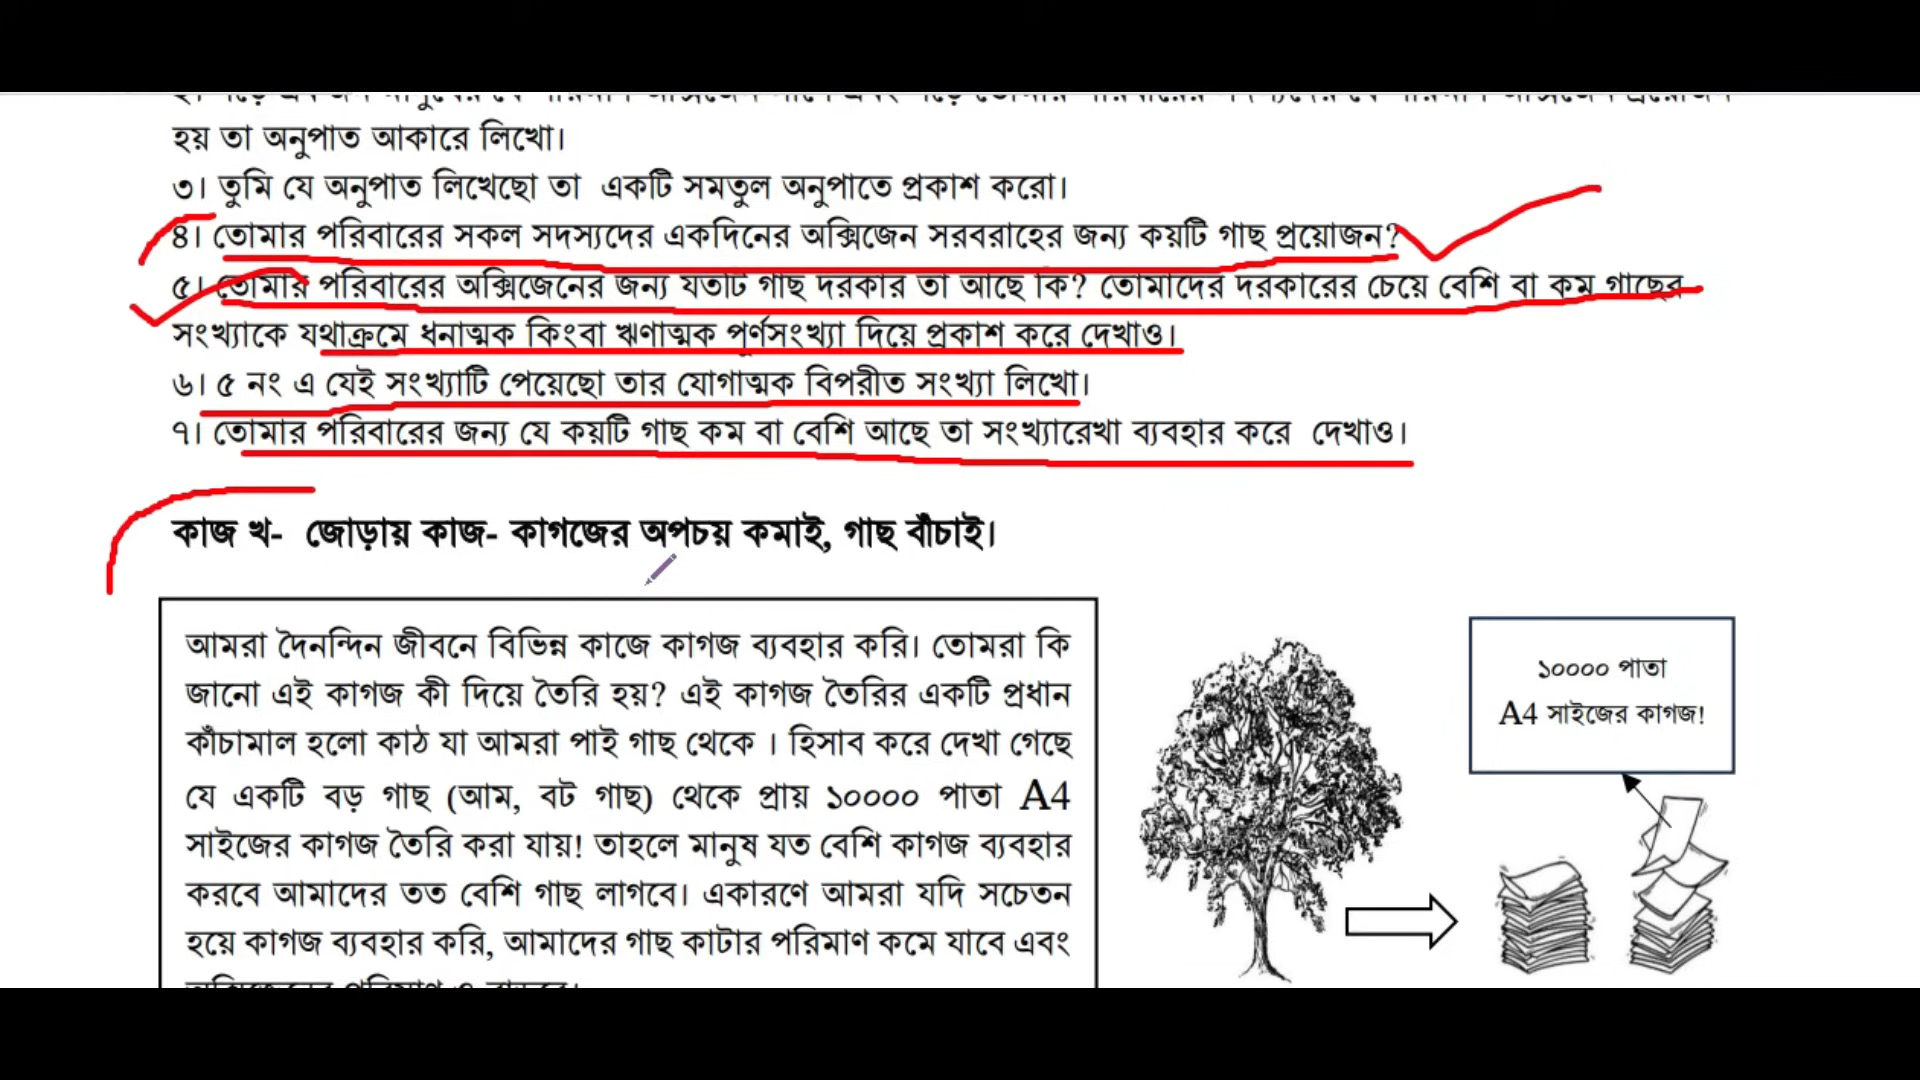 হয় তা অনুপাত আকারে লিখো।
৩। তুমি যে অনুপাত লিখেছো তা একটি সমতুল অনুপাতে প্রকাশ করো।
৪। তোমার পরিবারের সকল সদস্যদের একদিনের অক্সিজেন সরবরাহের জন্য কয়টি গাছ প্রয়োজন?
৫। তোমার পরিবারের অক্সিজেনের জন্য যতটি গাছ দরকার তা আছে কি? তোমাদের দরকারের চেয়ে বেশি বা কম গাছের
সংখ্যাকে যথাক্রমে ধনাত্মক কিংবা ঋণাত্মক পূর্ণসংখ্যা দিয়ে প্রকাশ করে দেখাও।
৬। ৫ নং এ যেই সংখ্যাটি পেয়েছো তার যোগাত্মক বিপরীত সংখ্যা লিখো।
৭। তোমার পরিবারের জন্য যে কয়টি গাছ কম বা বেশি আছে তা সংখ্যারেখা ব্যবহার করে দেখাও।
কাজ খ- জোড়ায় কাজ- কাগজের অপচয় কমাই, গাছ বাঁচাই।
আমরা দৈনন্দিন জীবনে বিভিন্ন কাজে কাগজ ব্যবহার করি। তোমরা কি
জানো এই কাগজ কী দিয়ে তৈরি হয়? এই কাগজ তৈরির একটি প্রধান
কাঁচামাল হলো কাঠ যা আমরা পাই গাছ থেকে । হিসাব করে দেখা গেছে
যে একটি বড় গাছ (আম, বট গাছ) থেকে প্রায় ১০০০০ পাতা A4
সাইজের কাগজ তৈরি করা যায়! তাহলে মানুষ যত বেশি কাগজ ব্যবহার
করবে আমাদের তত বেশি গাছ লাগবে। একারণে আমরা যদি সচেতন
হয়ে কাগজ ব্যবহার করি, আমাদের গাছ কাটার পরিমাণ কমে যাবে এবং
১০০০০ পাতা
A4 সাইজের কাগজ!